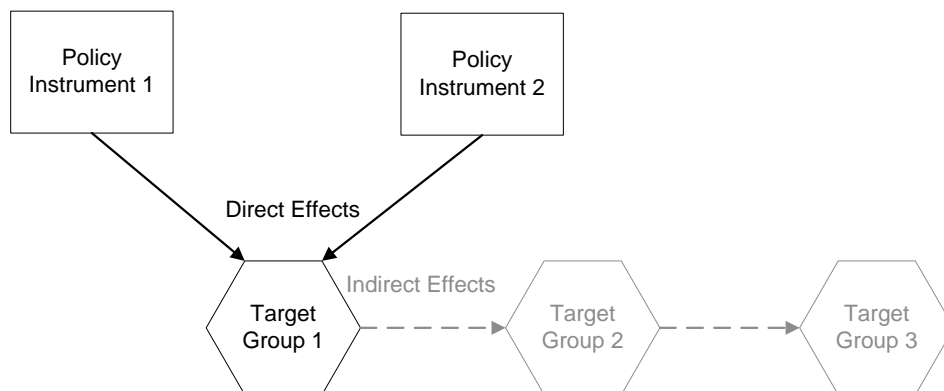 Policy
Instrument 1
Policy
Instrument 2
Direct Effects
Indirect Effects
Target
Group 1
Target
Group 2
Target
Group 3